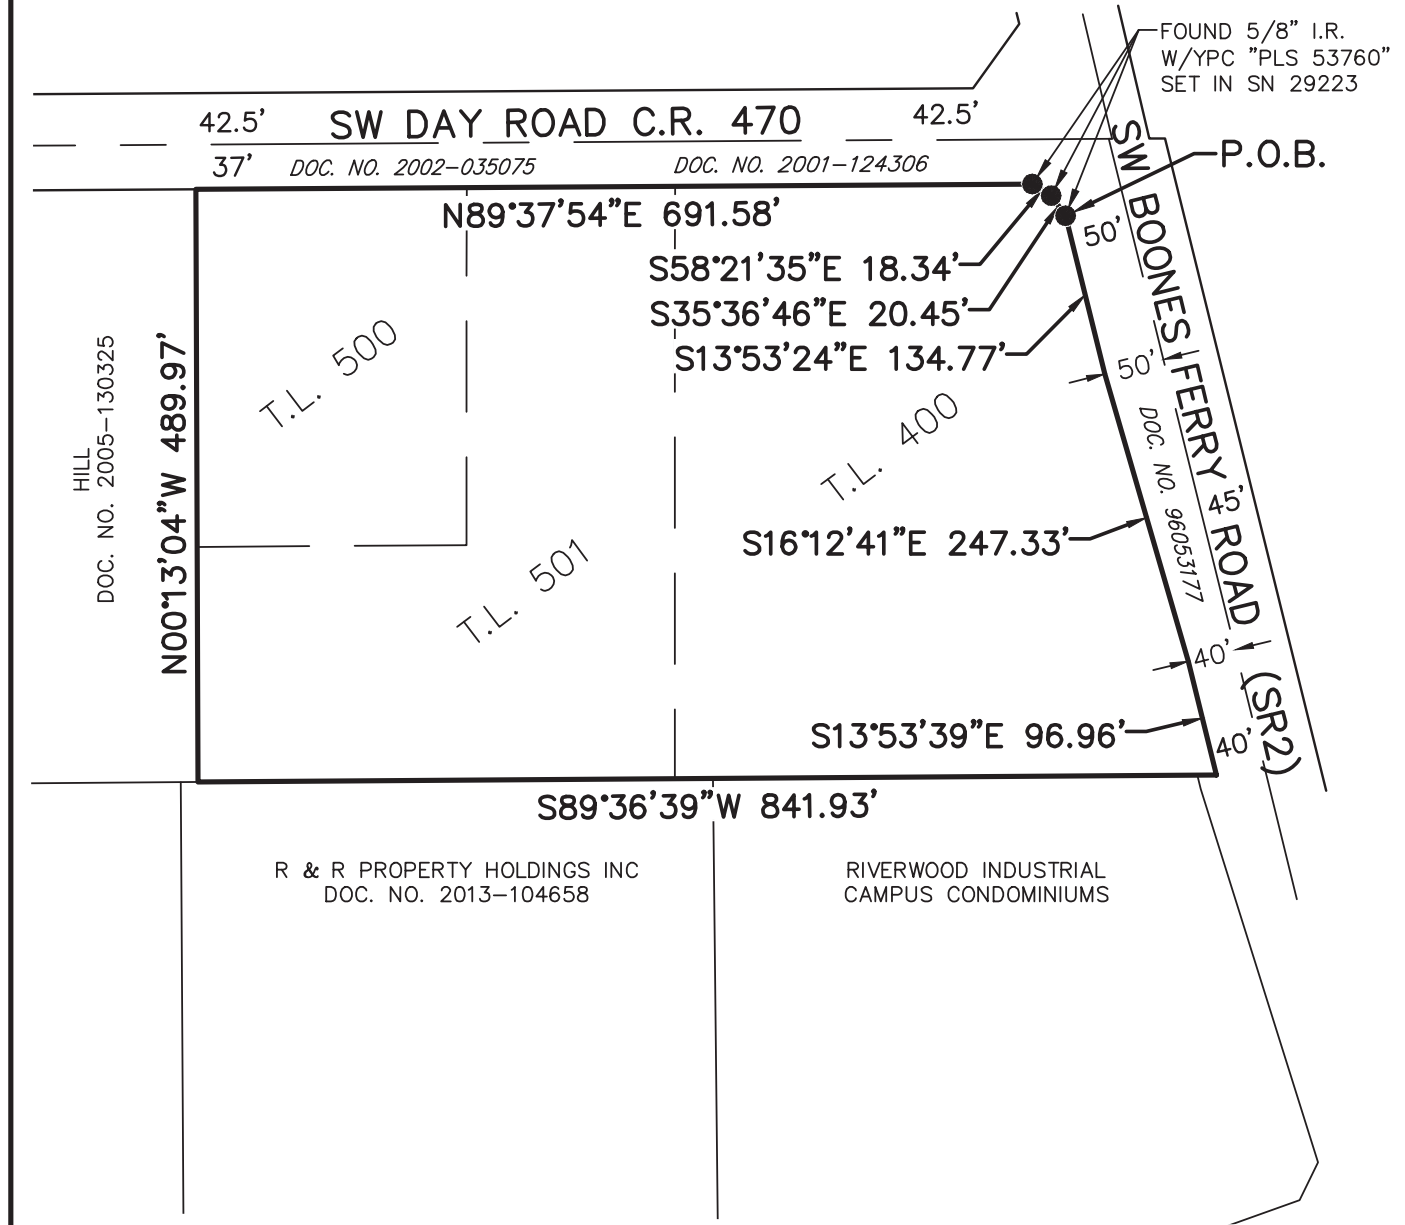 FOUND 5/8" I.R.
W/YPC "PLS 53760"
SET IN SN 29223
42.5' SW DAY ROAD C.R. 470 42.5'
37' DOC. NO. 2002-035075 DOC. NO. 2001-124306
P.O.B.
N89°37'54"E 691.58'
50'
S58°21'35"E 18.34'
S35°36'46"E 20.45'
S13°53'24"E 134.77'
50'
SW BOONES FERRY ROAD (SR2)
DOC. NO. 96053177
45'
T.L. 500
T.L. 400
HILL
DOC. NO. 2005-130325
N00°13'04"W 489.97'
T.L. 501
S16°12'41"E 247.33'
40'
S13°53'39"E 96.96'
40'
S89°36'39"W 841.93'
R & R PROPERTY HOLDINGS INC
DOC. NO. 2013-104658
RIVERWOOD INDUSTRIAL
CAMPUS CONDOMINIUMS